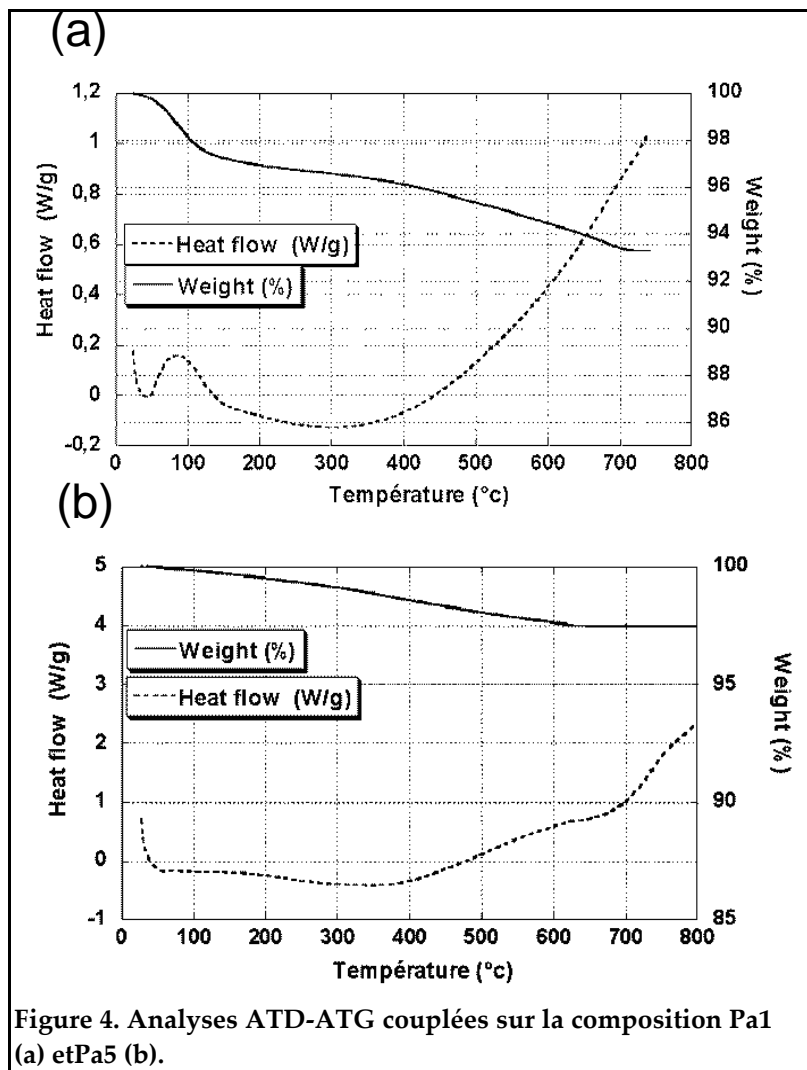 (a)
1,2
1
0,8
0,6
0,4
0,2
0
-0,2
Heat flow (W/g)
Heat flow (W/g)
Weight (%)
100
98
96
94
92
90
88
86
Weight (%)
0 100 200 300 400 500 600 700 800
Température (°c)
(b)
5
4
3
2
1
0
-1
Heat flow (W/g)
Weight (%)
Heat flow (W/g)
100
95
90
85
Weight (%)
0 100 200 300 400 500 600 700 800
Température (°c)
Figure 4. Analyses ATD-ATG couplées sur la composition Pa1
(a) etPa5 (b).